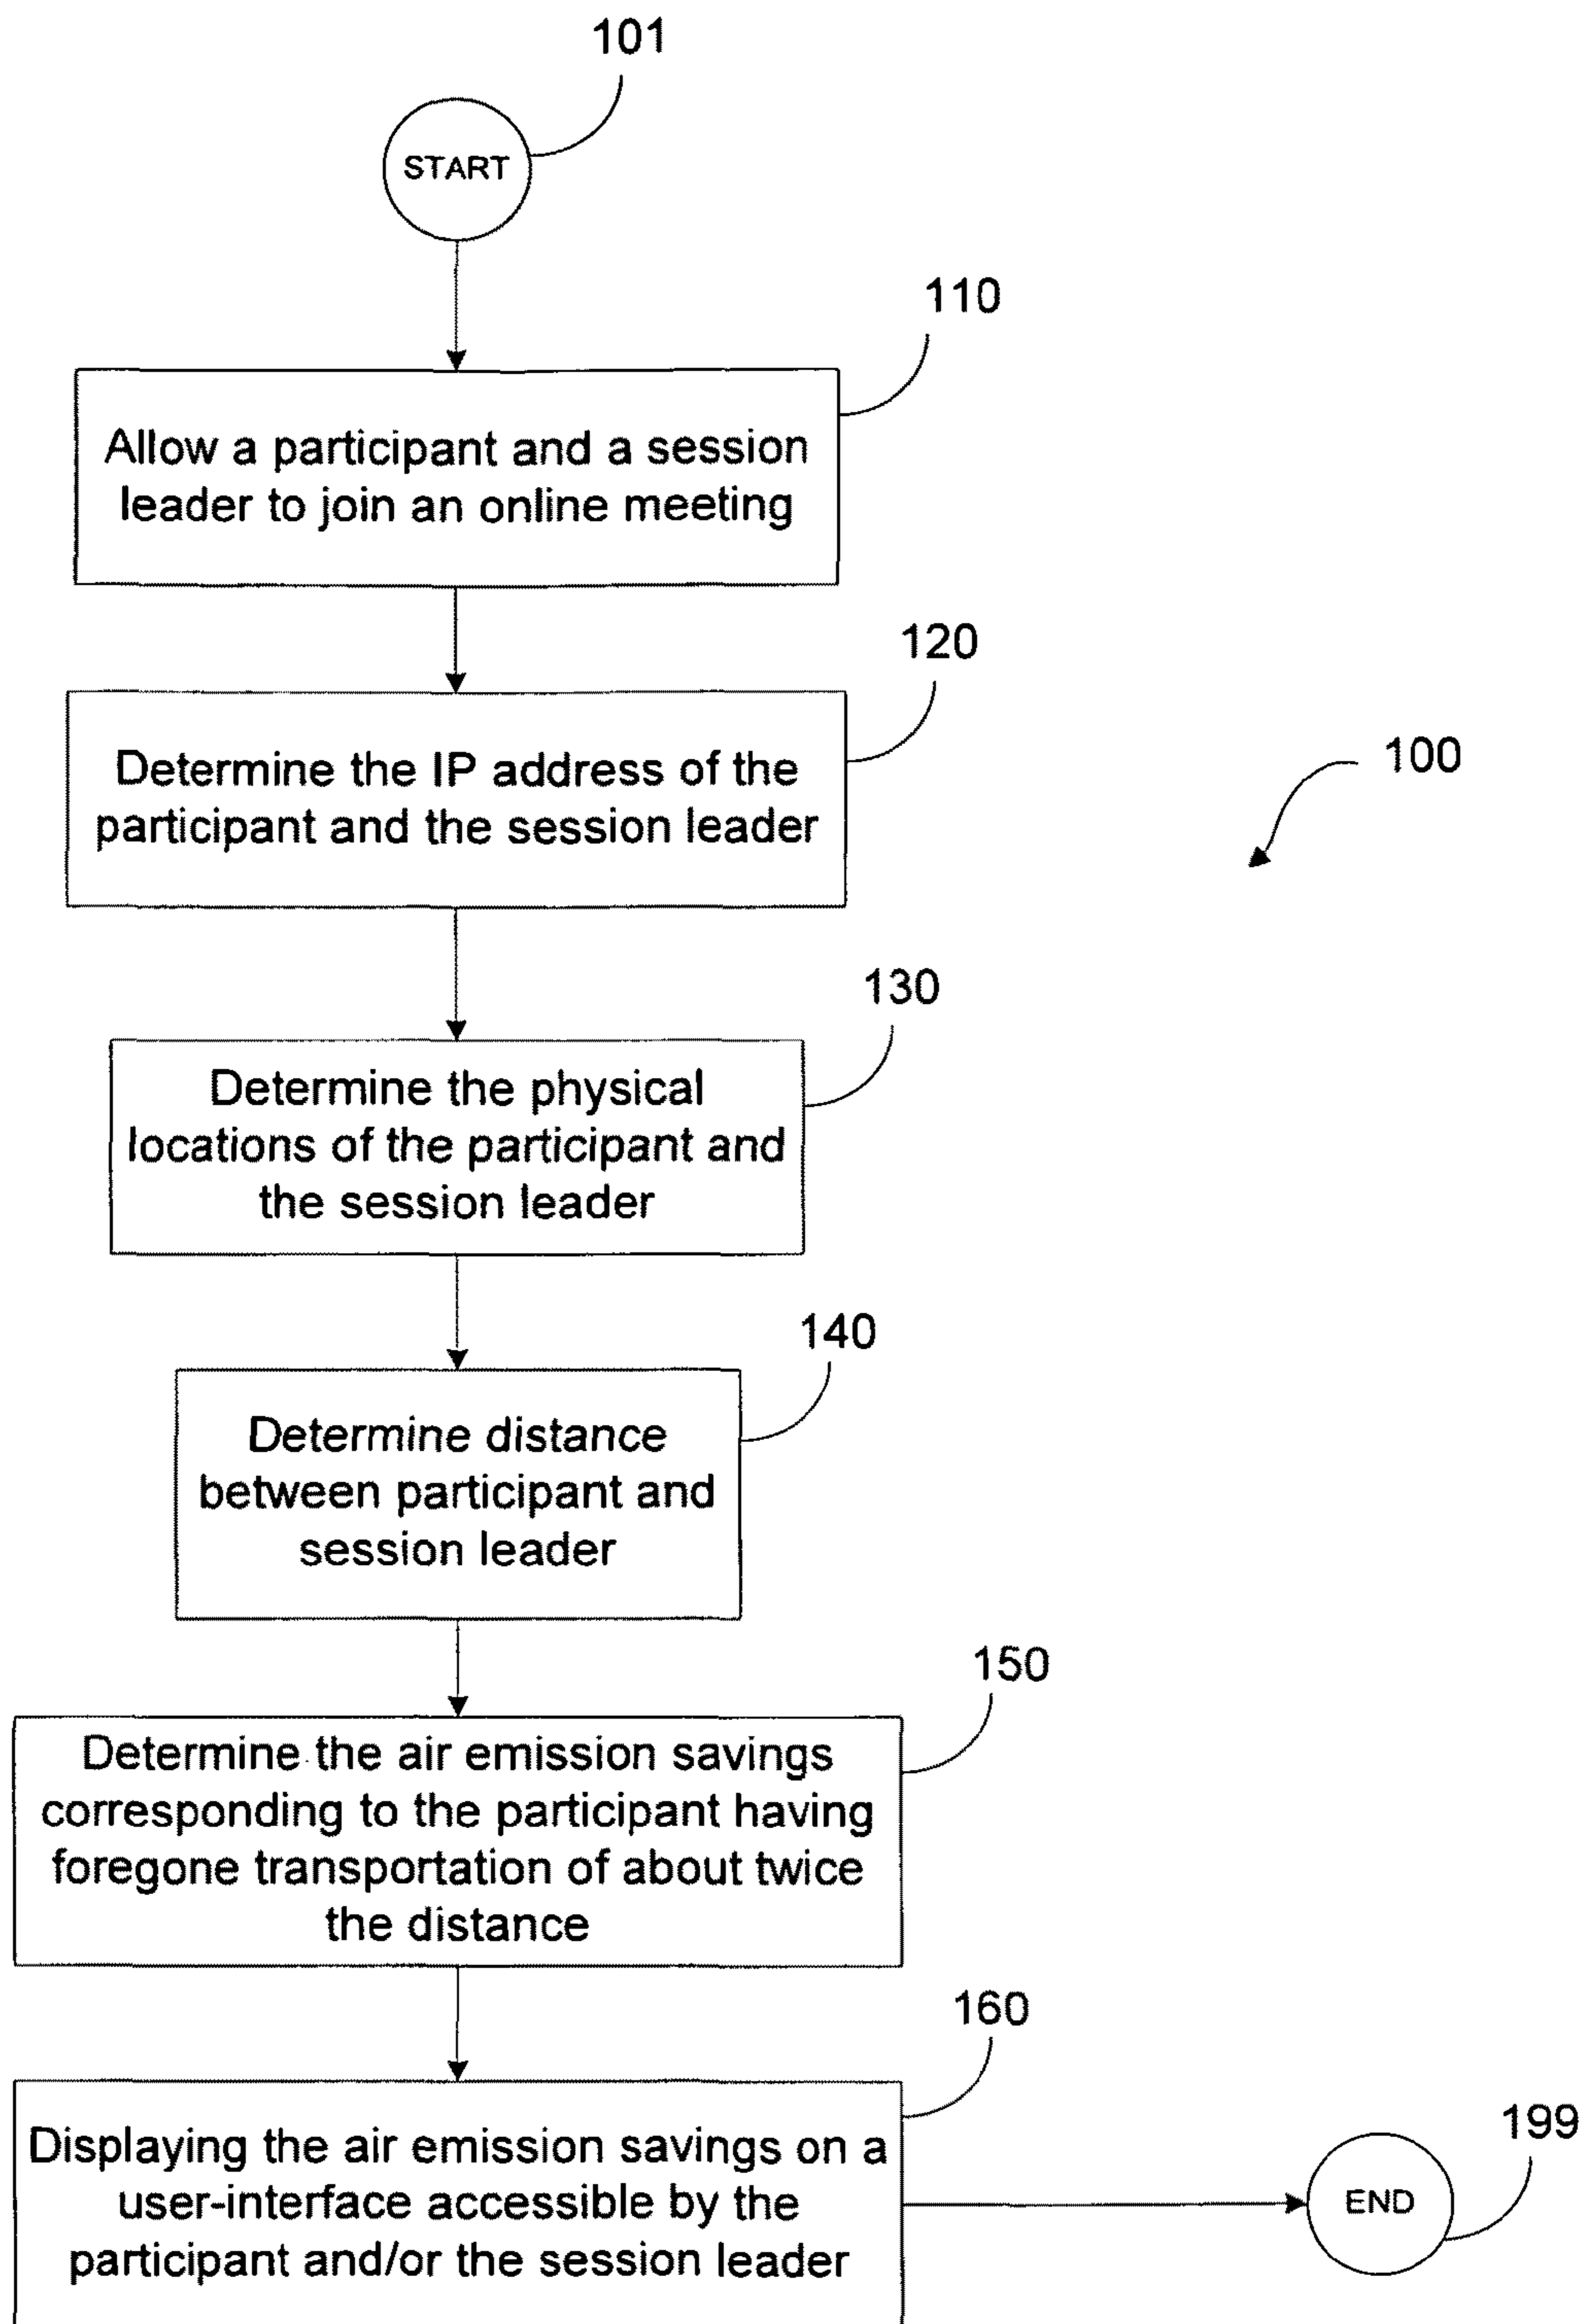 101
START
110
Allow a participant and a session
leader to join an online meeting
120
Determine the IP address of the
participant and the session leader
100
130
Determine the physical
locations of the participant and
the session leader
140
Determine distance
between participant and
session leader
150
Determine the air emission savings
corresponding to the participant having
foregone transportation of about twice
the distance
160
Displaying the air emission savings on a
user-interface accessible by the
participant and/or the session leader
199
END